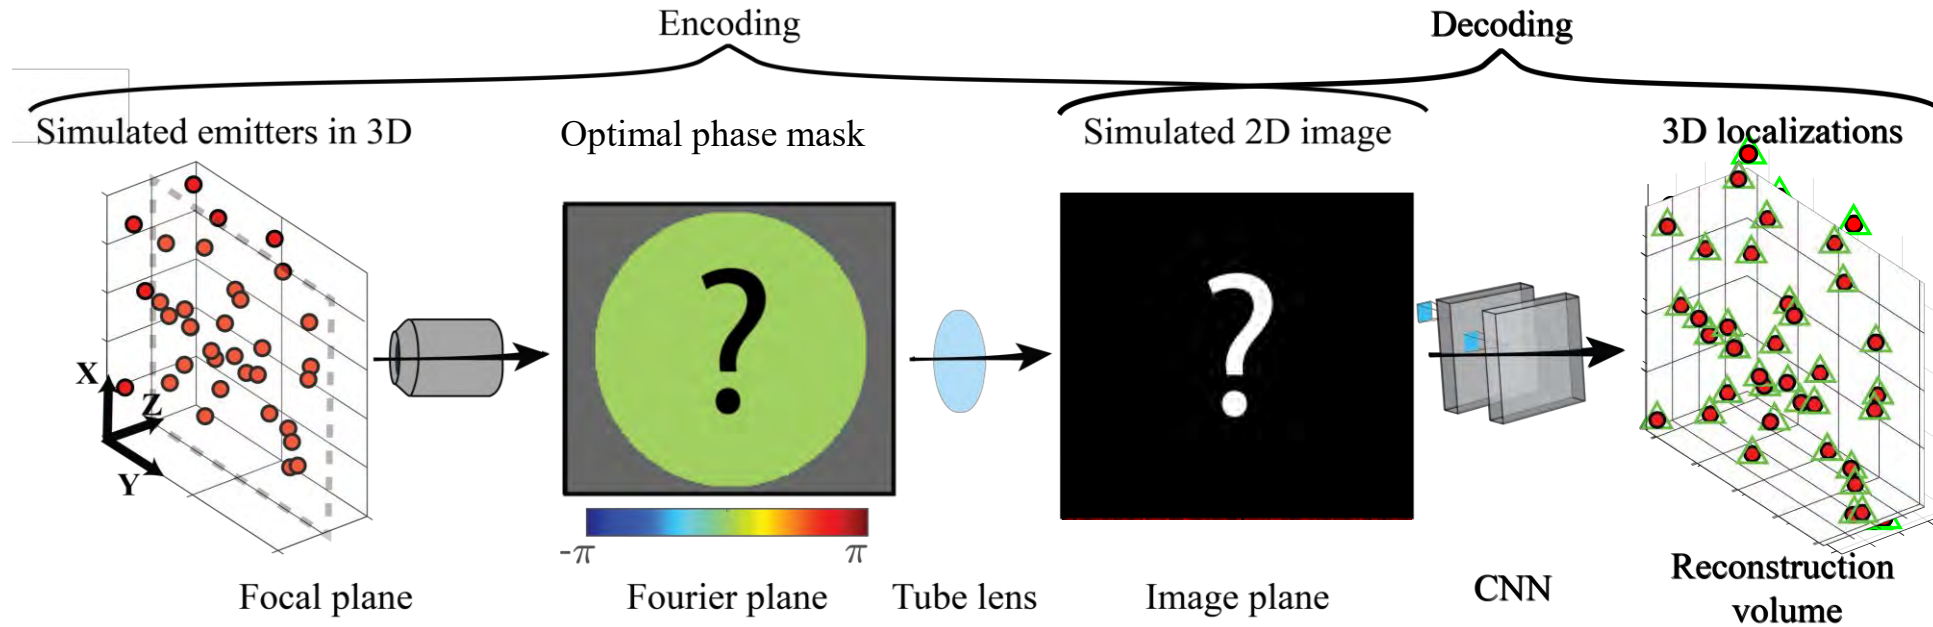 Encoding
Decoding
Simulated emitters in 3D
Optimal phase mask
Simulated 2D image
3D localizations
?
?
X
Z
Y
-π
π
Focal plane
Fourier plane
Tube lens
Image plane
CNN
Reconstruction
volume